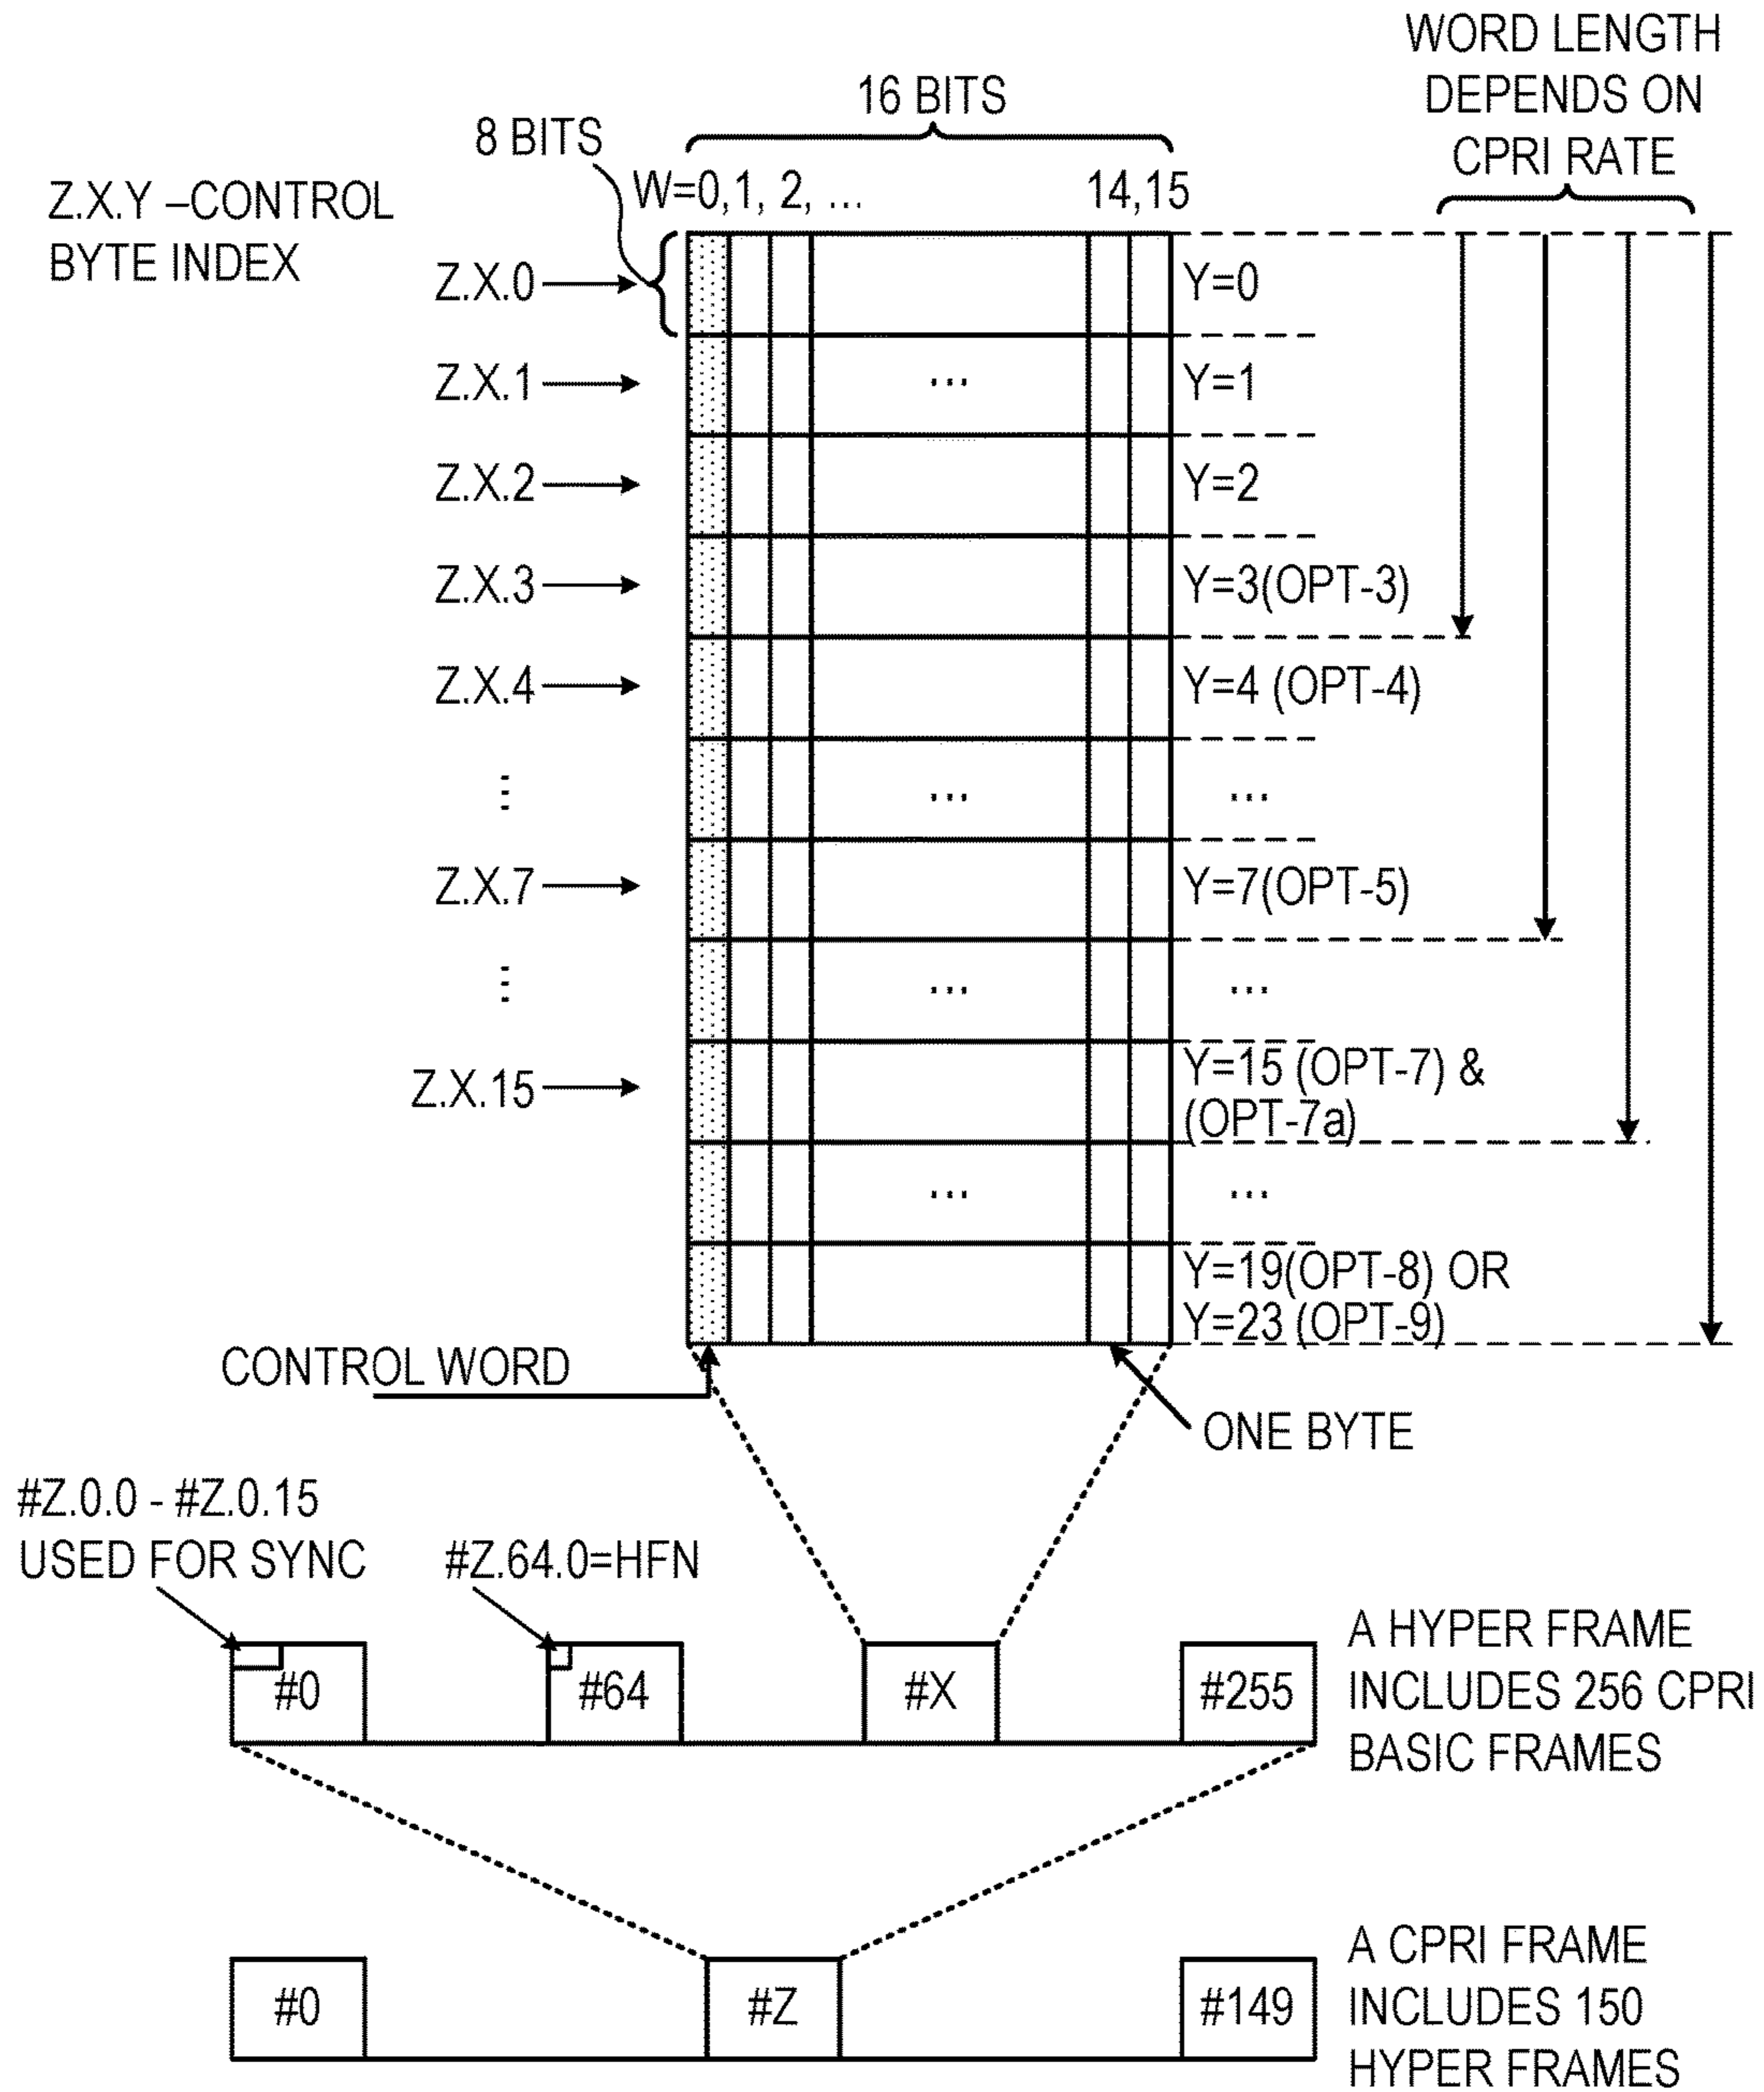 WORD LENGTH
DEPENDS ON
CPRI RATE
16 BITS
8 BITS
W=0,1, 2, ...
14,15
Z.X.Y –CONTROL
BYTE INDEX
Z.X.0
Y=0
Z.X.1
...
Y=1
Z.X.2
Y=2
Z.X.3
Y=3(OPT-3)
Z.X.4
Y=4 (OPT-4)
...
...
...
Z.X.7
Y=7(OPT-5)
...
...
...
Z.X.15
Y=15 (OPT-7) &
(OPT-7a)
...
...
Y=19(OPT-8) OR
Y=23 (OPT-9)
CONTROL WORD
ONE BYTE
#Z.0.0 - #Z.0.15
USED FOR SYNC
#Z.64.0=HFN
#0
#64
#X
#255
A HYPER FRAME
INCLUDES 256 CPRI
BASIC FRAMES
#0
#Z
#149
A CPRI FRAME
INCLUDES 150
HYPER FRAMES